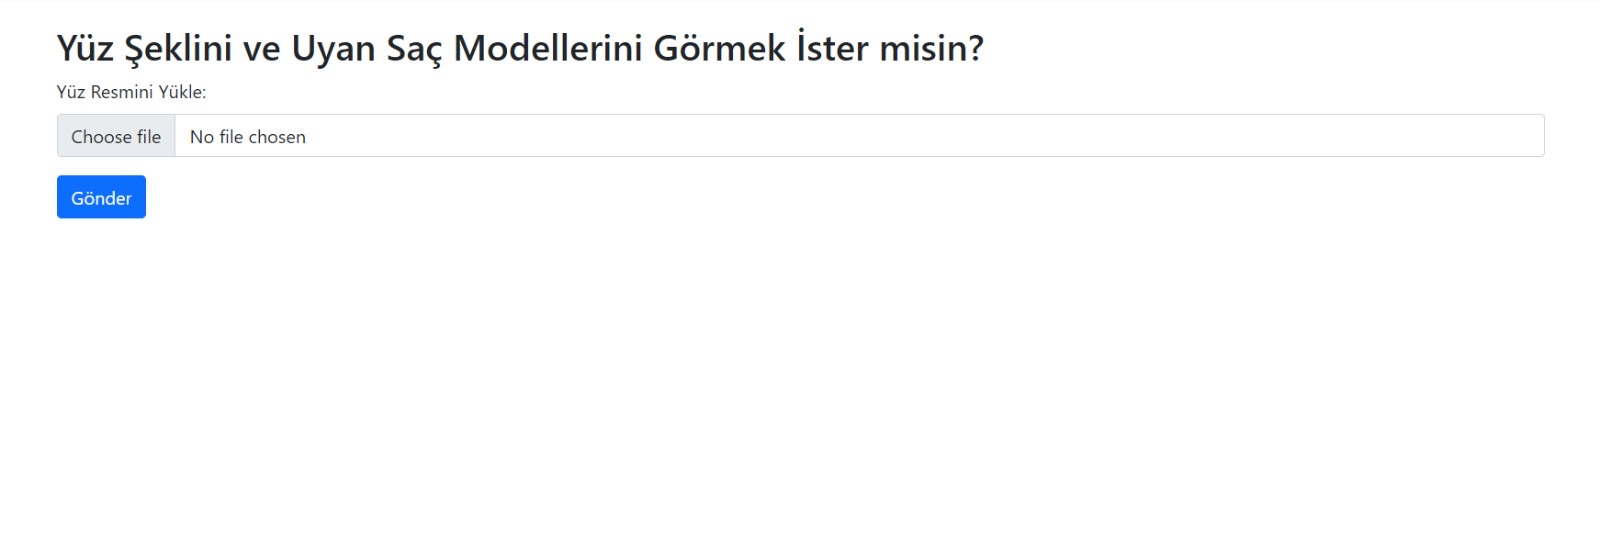 Yüz Şeklini ve Uyan Saç Modellerini Görmek İster misin?
Yüz Resmini Yükle:
Choose file No file chosen
Gönder